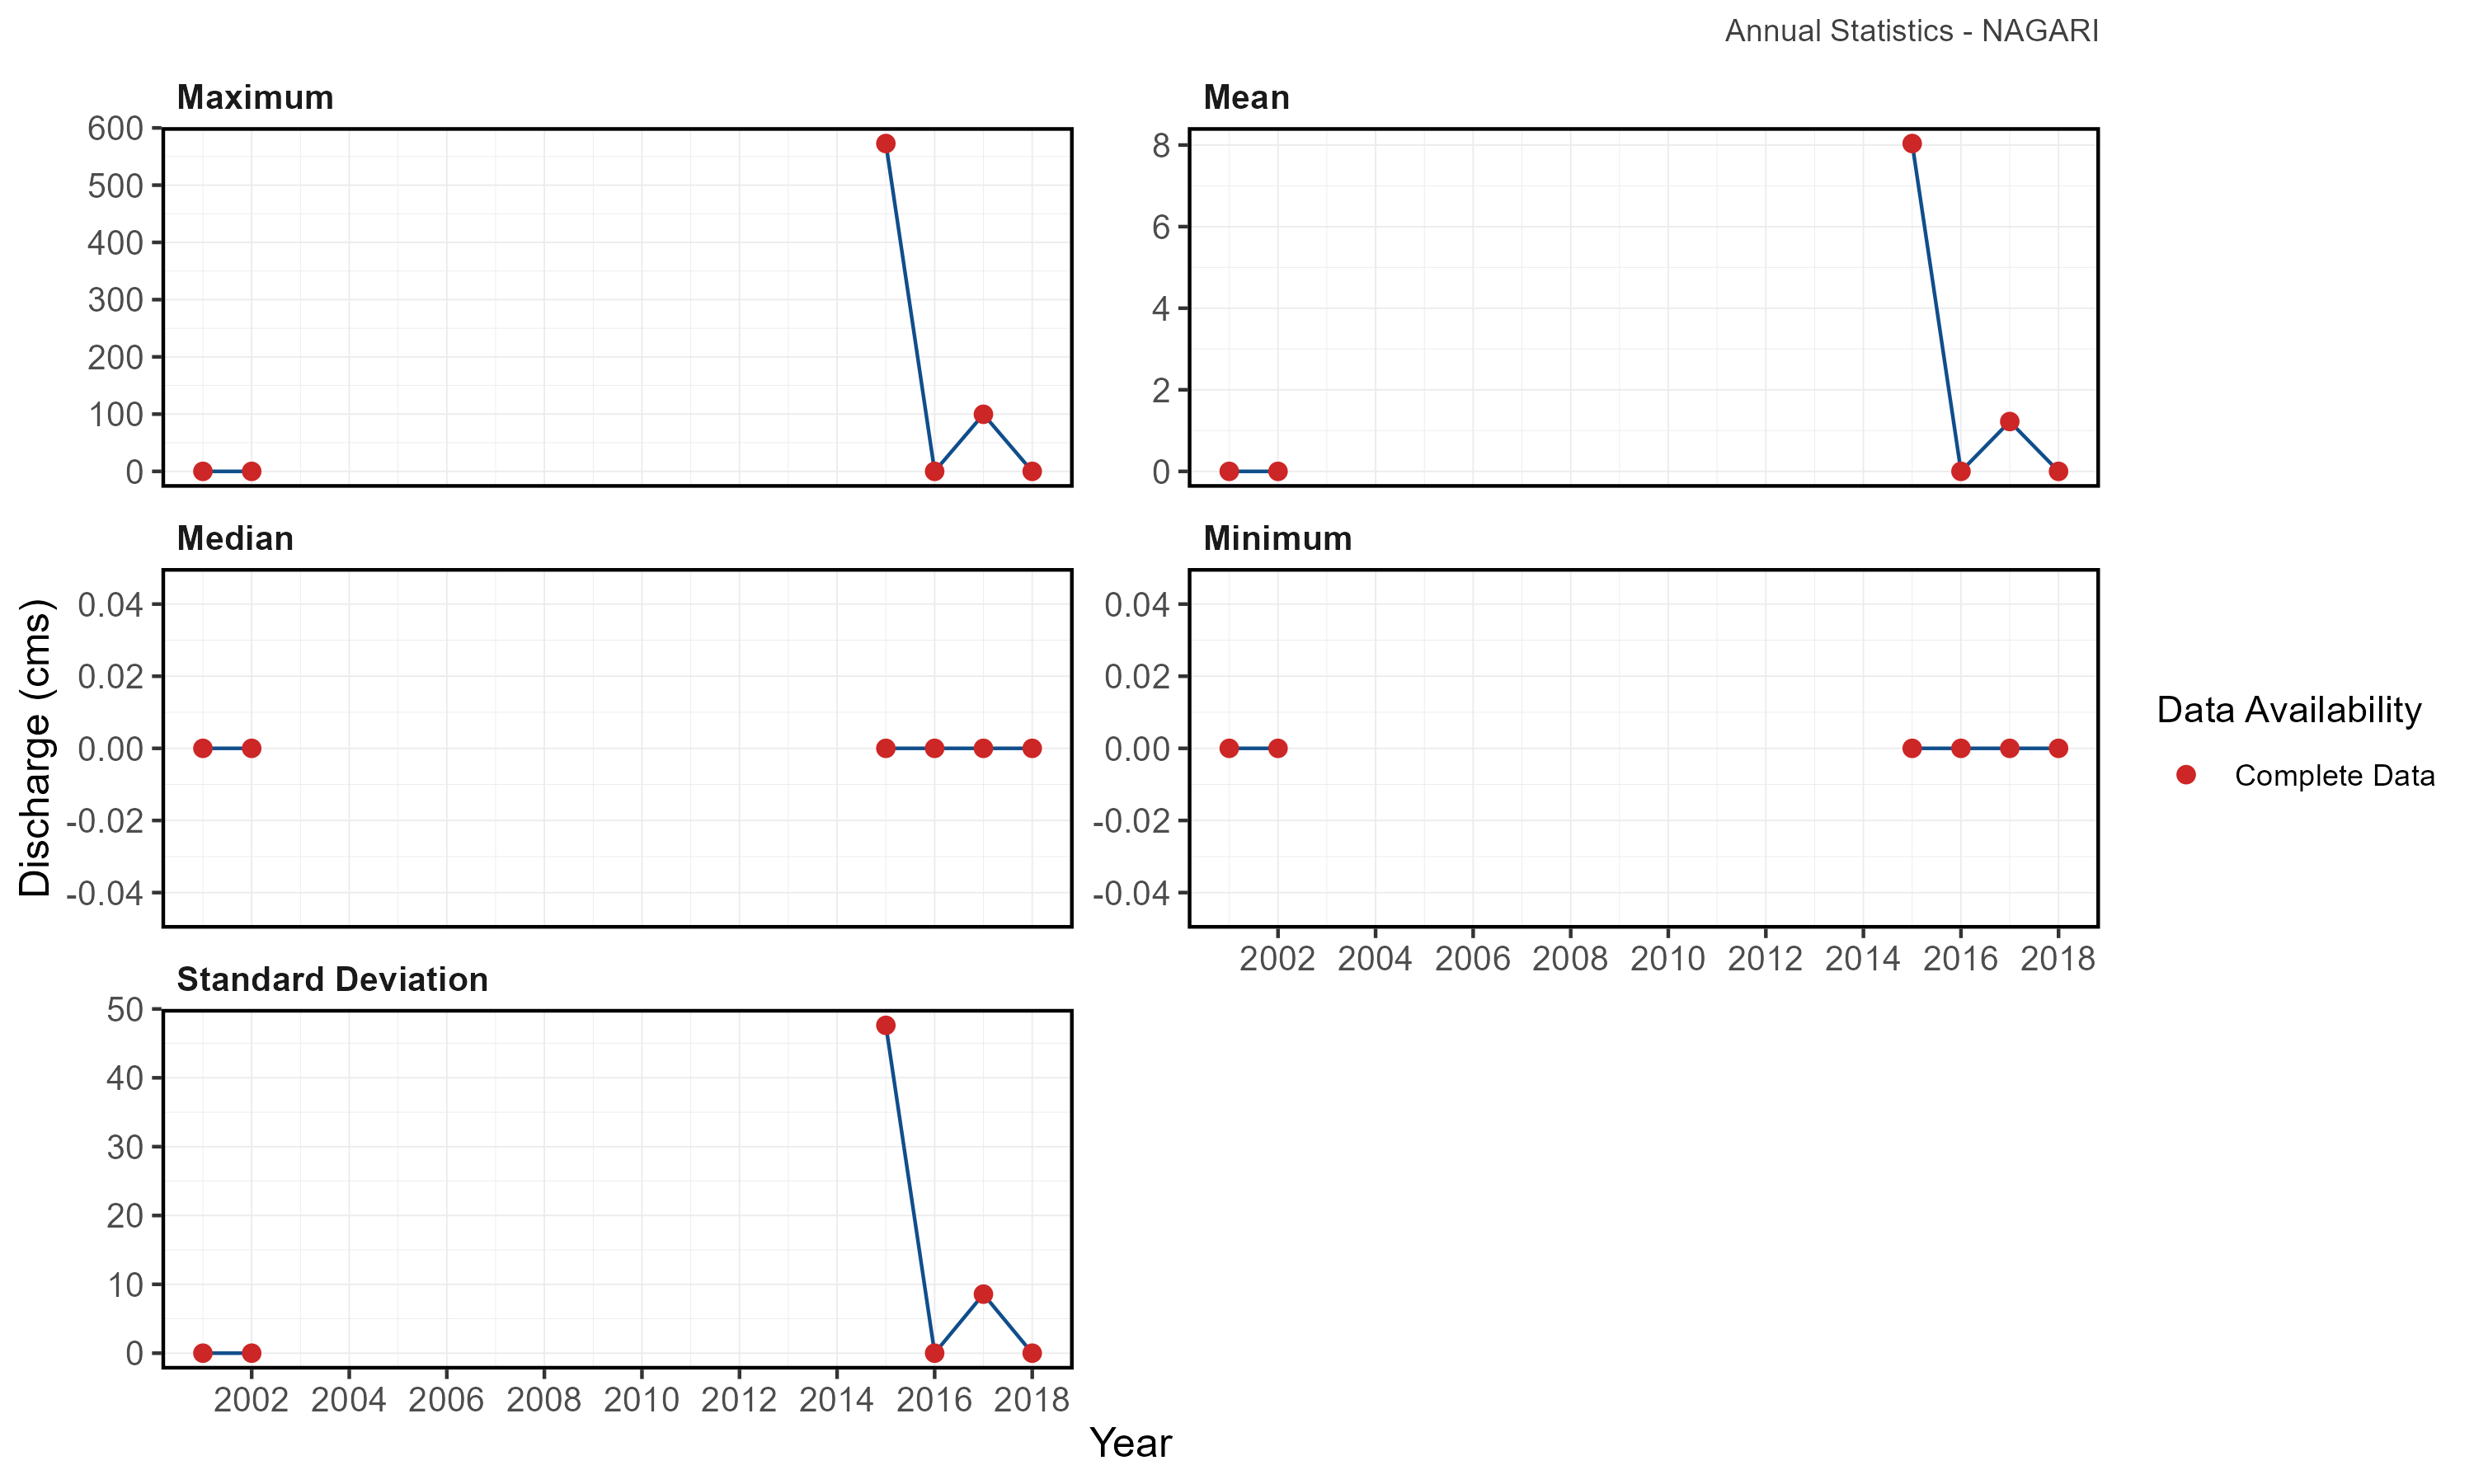 Annual Statistics - NAGARI
Maximum
600
500
400
300
200
100
0
Mean
8
6
4
2
0
Median
0.04
0.02
0.00
-0.02
-0.04
Minimum
0.04
0.02
0.00
-0.02
-0.04
2002 2004 2006 2008 2010 2012 2014 2016 2018
Standard Deviation
50
40
30
20
10
0
2002 2004 2006 2008 2010 2012 2014 2016 2018
Year
Discharge (cms)
Data Availability
Complete Data